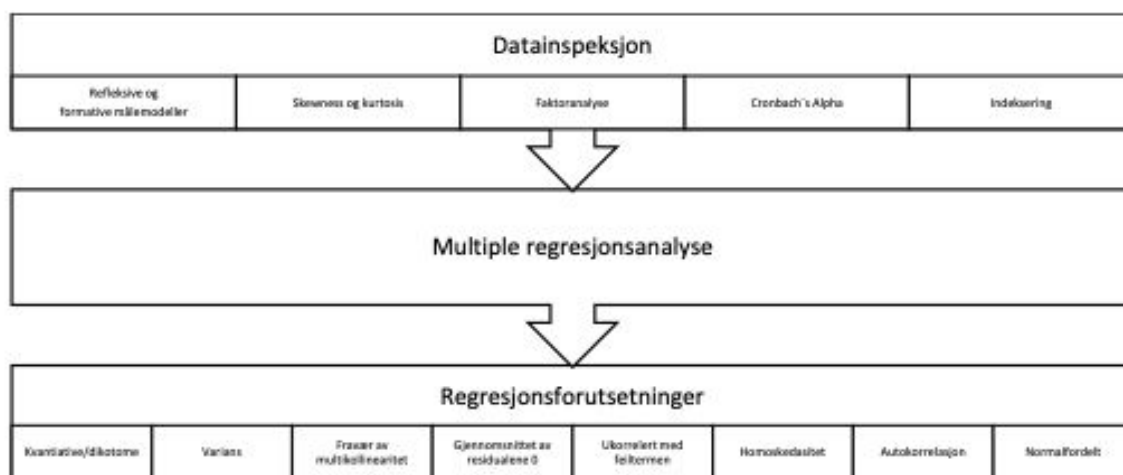 Datainspeksjon
Refleksive og
formative målemodeller
Skewness og kurtosis
Faktoranalyse
Cronbach´s Alpha
Indeksering
Multiple regresjonsanalyse
Regresjonsforutsetninger
Kvantiative/dikotome
Varians
Fravær av
multikollinearitet
Gjennomsnittet av
residualene 0
Ukorrelert med
feiltermen
Homoskedasitet
Autokorrelasjon
Normalfordelt